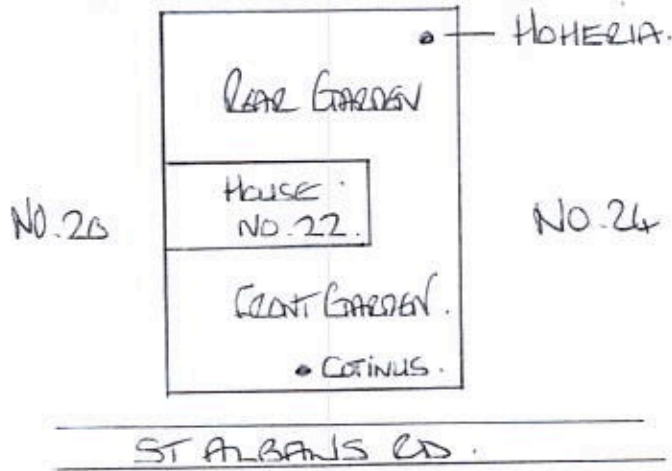 HOHERIA.
REAR GARDEN
HOUSE
NO.22.
NO.20
NO.24
FRONT GARDEN.
COTINUS.
ST ALBANS RD.